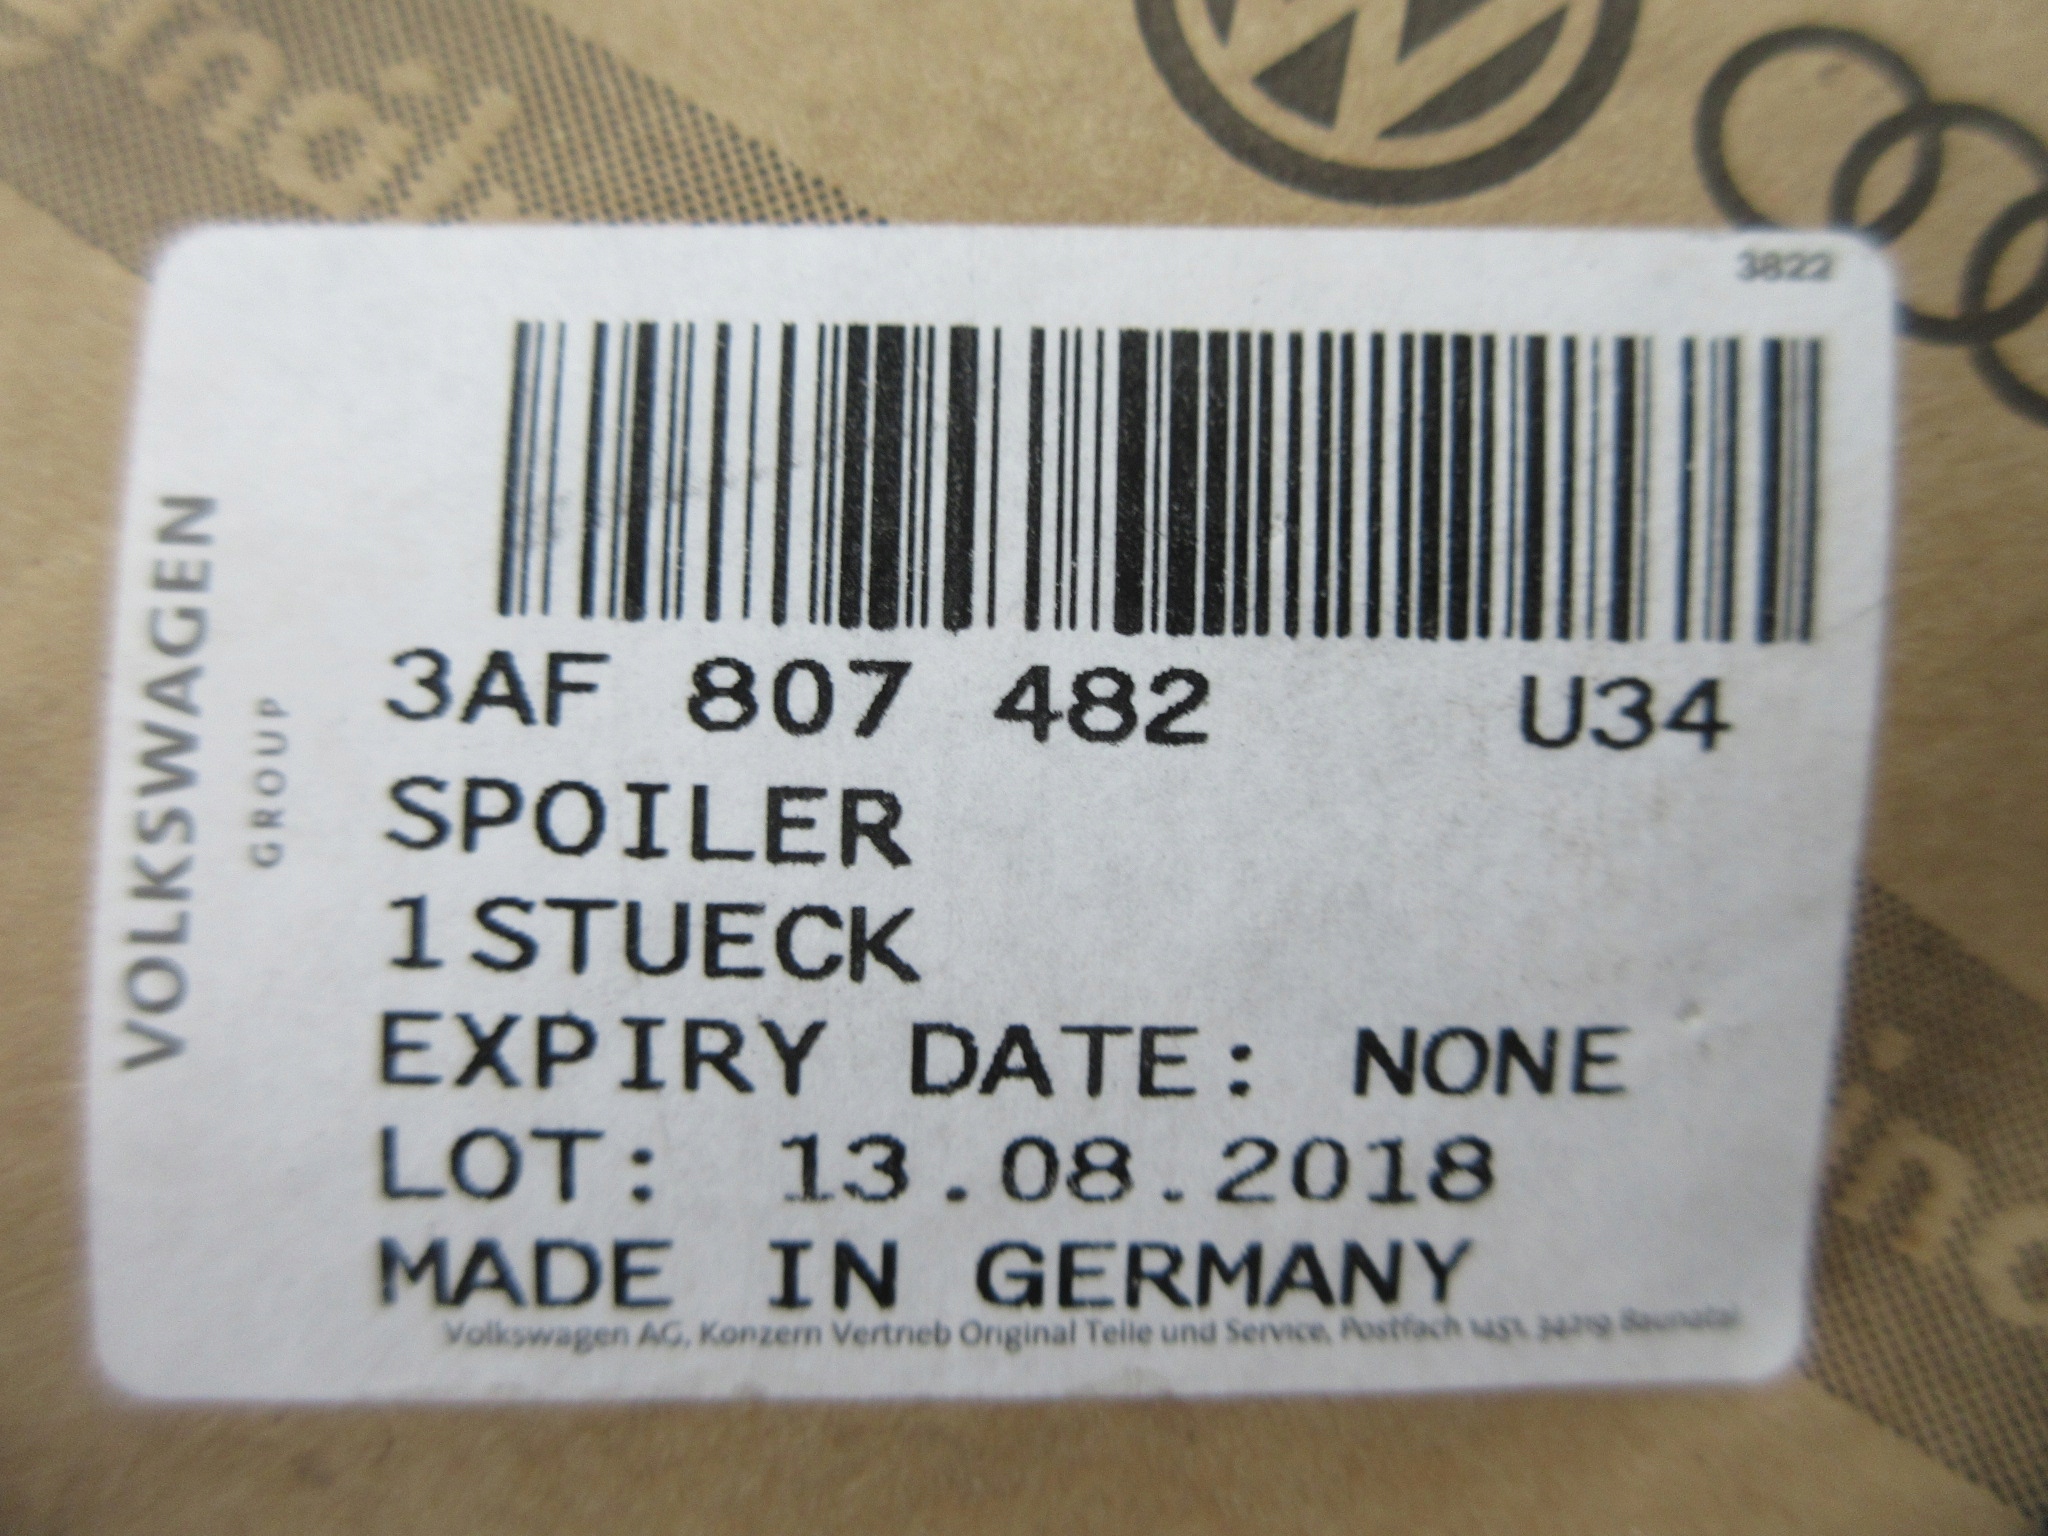 3822
3AF 807 482 U34
SPOILER
1STUECK
EXPIRY DATE: NONE
LOT: 13.08.2018
MADE IN GERMANY
Volkswagen AG, Konzern Vertrieb Original Teile und Service, Postfach 1451, 34219 Baunatal
VOLKSWAGEN
GROUP